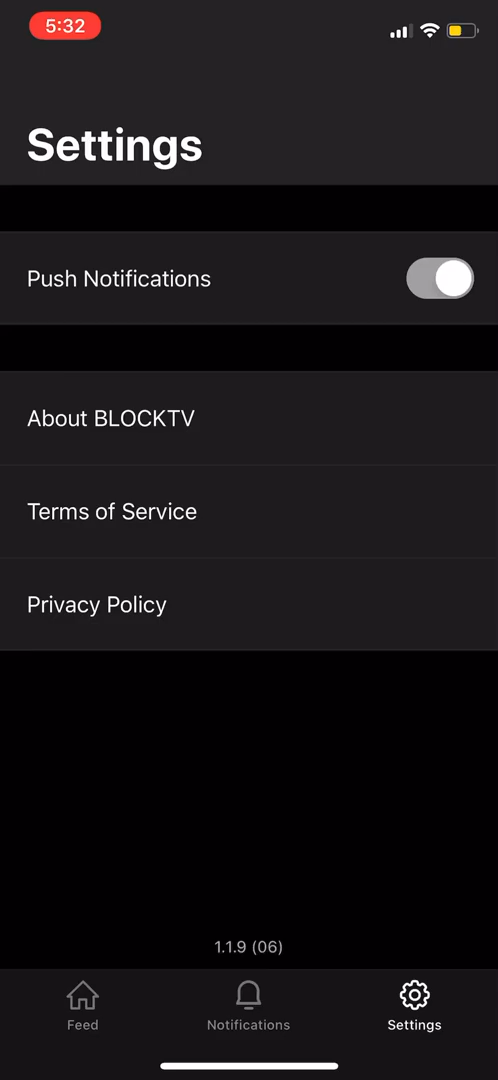 5:32
Settings
Push Notifications
About BLOCKTV
Terms of Service
Privacy Policy
1.1.9 (06)
Feed
Notifications
Settings